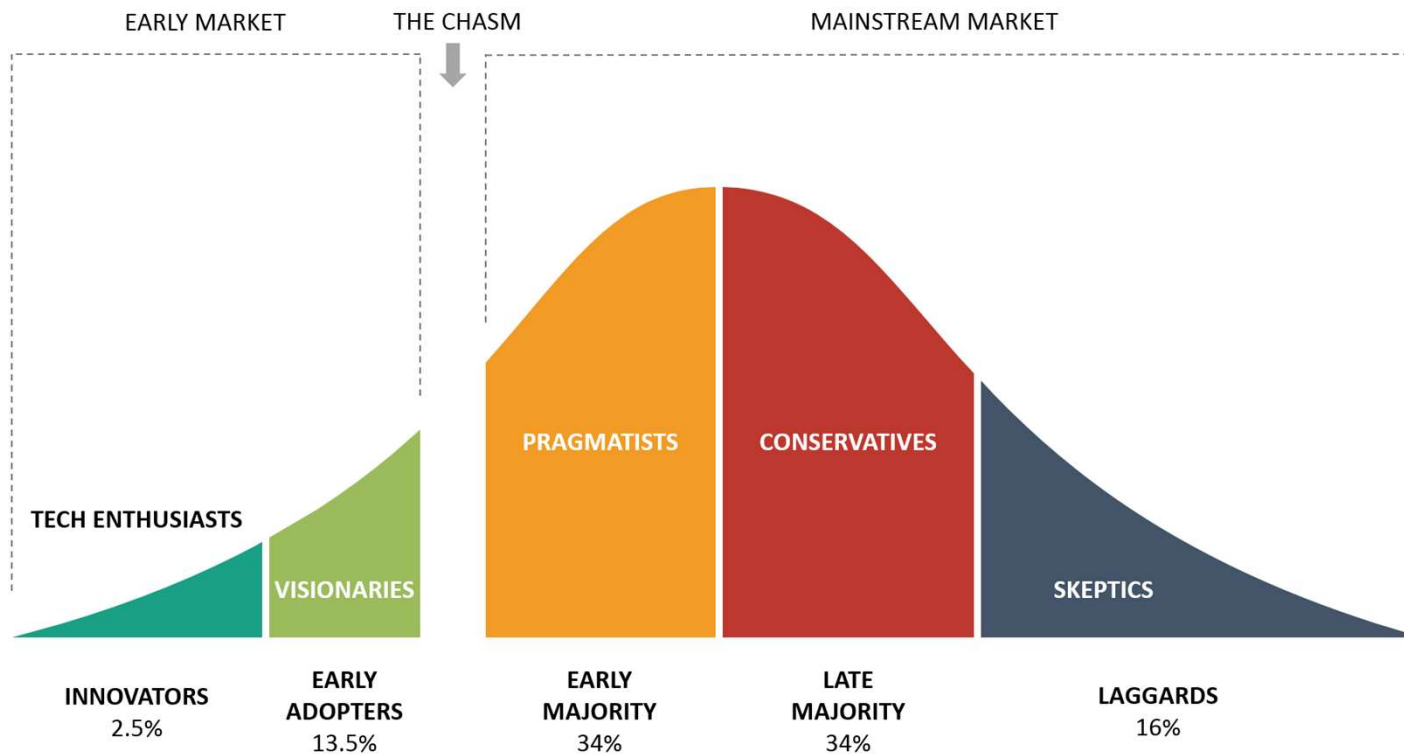 EARLY MARKET
THE CHASM
MAINSTREAM MARKET
TECH ENTHUSIASTS
VISIONARIES
PRAGMATISTS
CONSERVATIVES
SKEPTICS
INNOVATORS
2.5%
EARLY
ADOPTERS
13.5%
EARLY
MAJORITY
34%
LATE
MAJORITY
34%
LAGGARDS
16%